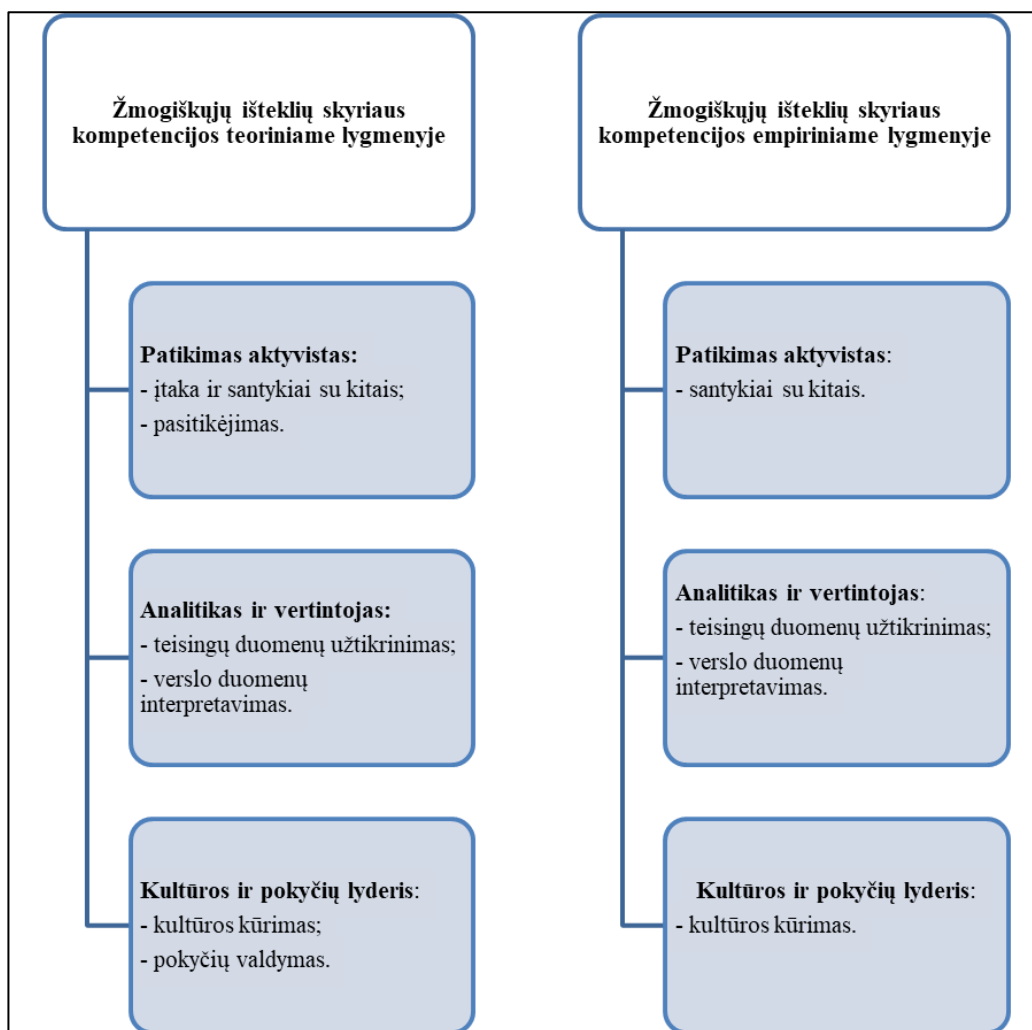 Žmogiškųjų išteklių skyriaus
kompetencijos teoriniame lygmenyje
Patikimas aktyvistas:
- įtaka ir santykiai su kitais;
- pasitikėjimas.
Analitikas ir vertintojas:
- teisingų duomenų užtikrinimas;
- verslo duomenų
interpretavimas.
Kultūros ir pokyčių lyderis:
- kultūros kūrimas;
- pokyčių valdymas.
Žmogiškųjų išteklių skyriaus
kompetencijos empiriniame lygmenyje
Patikimas aktyvistas:
- santykiai su kitais.
Analitikas ir vertintojas:
- teisingų duomenų užtikrinimas;
- verslo duomenų
interpretavimas.
Kultūros ir pokyčių lyderis:
- kultūros kūrimas.